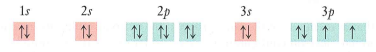 1s 2s 2p 3s 3p
↑↓ ↑↓ ↑↓ ↑↓ ↑↓ ↑↓ ↑↓ ↑ ↑